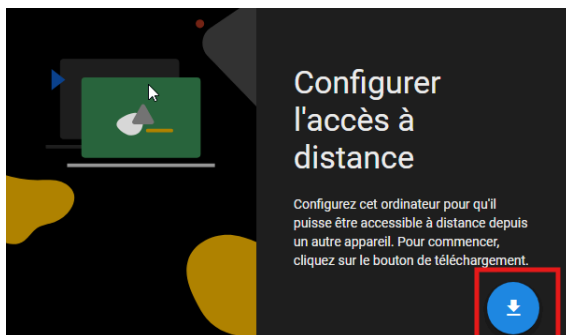 Configurer
l'accès à
distance
Configurez cet ordinateur pour qu'il
puisse être accessible à distance depuis
un autre appareil. Pour commencer,
cliquez sur le bouton de téléchargement.